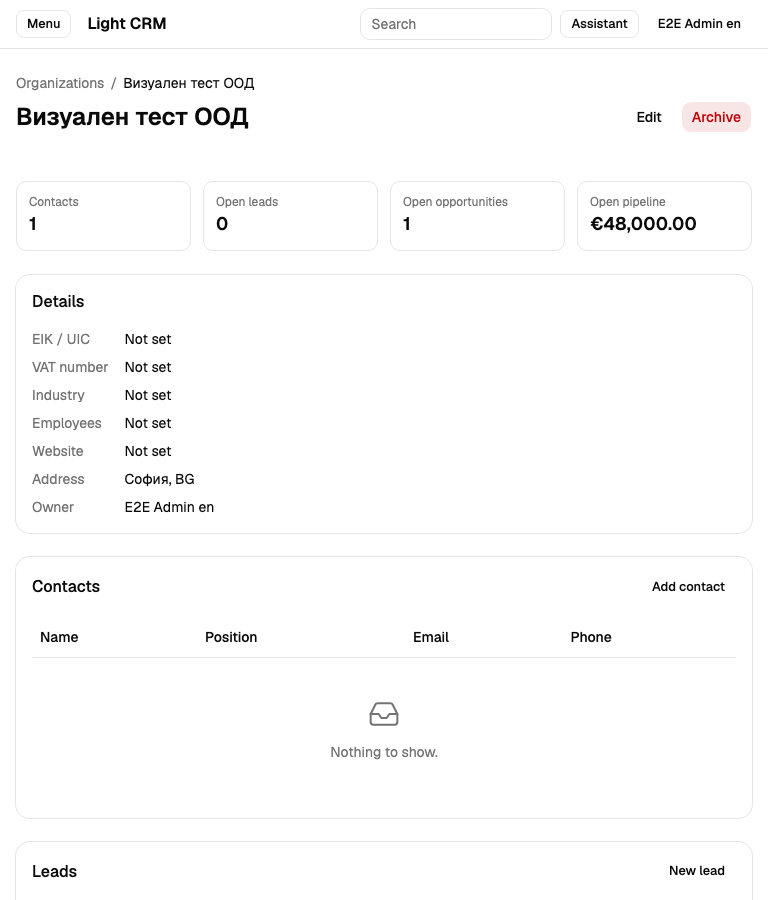 Menu Light CRM Search Assistant E2E Admin en
Organizations / Визуален тест ООД
Визуален тест ООД Edit Archive
Contacts Open leads Open opportunities Open pipeline
1 0 1 €48,000.00
Details
EIK / UIC Not set
VAT number Not set
Industry Not set
Employees Not set
Website Not set
Address София, BG
Owner E2E Admin en
Contacts Add contact
Name Position Email Phone
Nothing to show.
Leads New lead